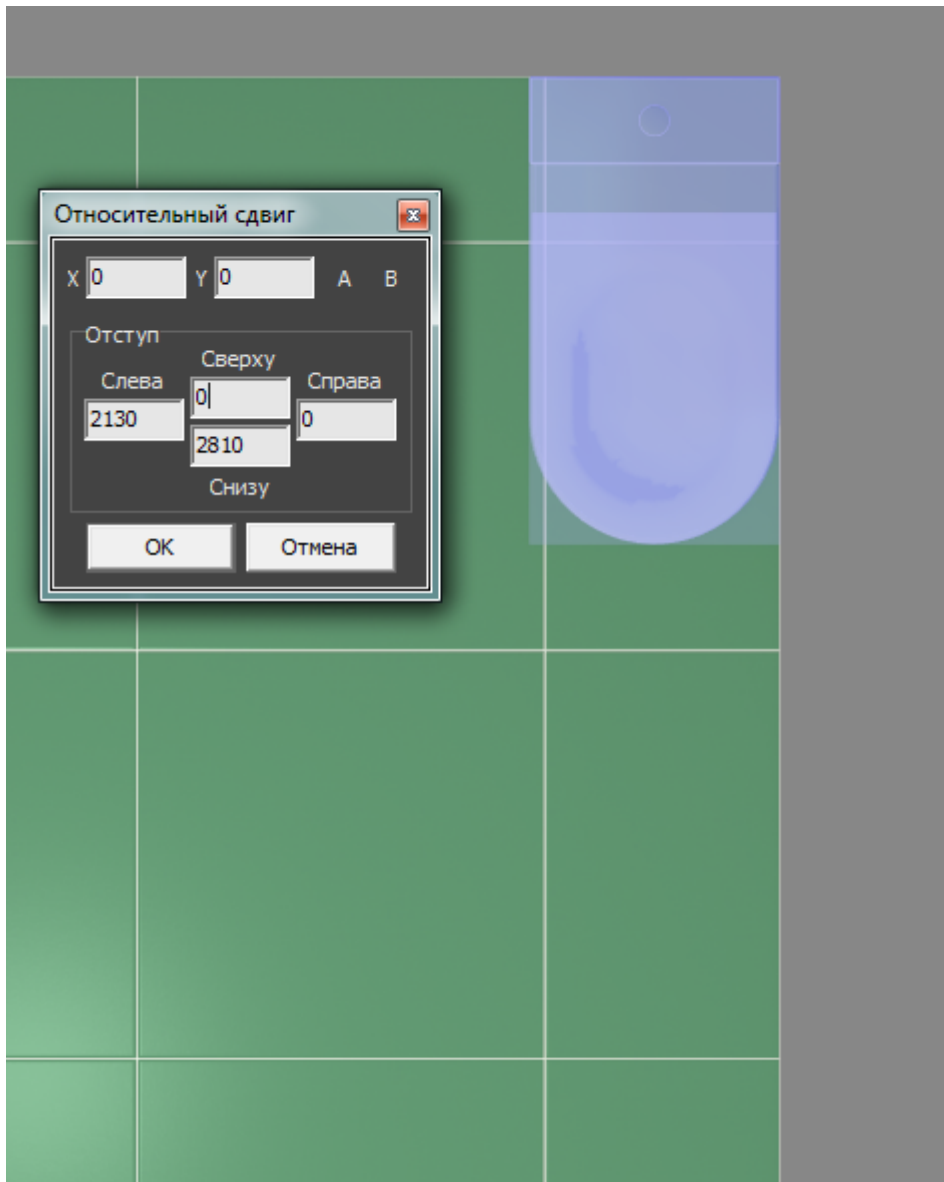 Относительный сдвиг
X 0 Y 0 A B
Отступ
Сверху
Слева Справа
0
2130 0
2810
Снизу
OK Отмена